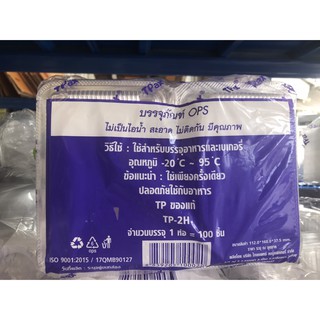 TPac
บรรจุภัณฑ์ OPS
ไม่เป็นไอน้ำ สะอาด ไม่ติดกัน มีคุณภาพ
วิธีใช้ : ใช้สำหรับบรรจุอาหารและเบเกอรี่
อุณหภูมิ -20°C ~ 95°C
ข้อแนะนำ : ใช้เพียงครั้งเดียว
ปลอดภัยใช้กับอาหาร
TP ของแท้
TP-2H
จำนวนบรรจุ 1 ห่อ = 100 ชิ้น
ISO 9001:2015 / 17QMB90127